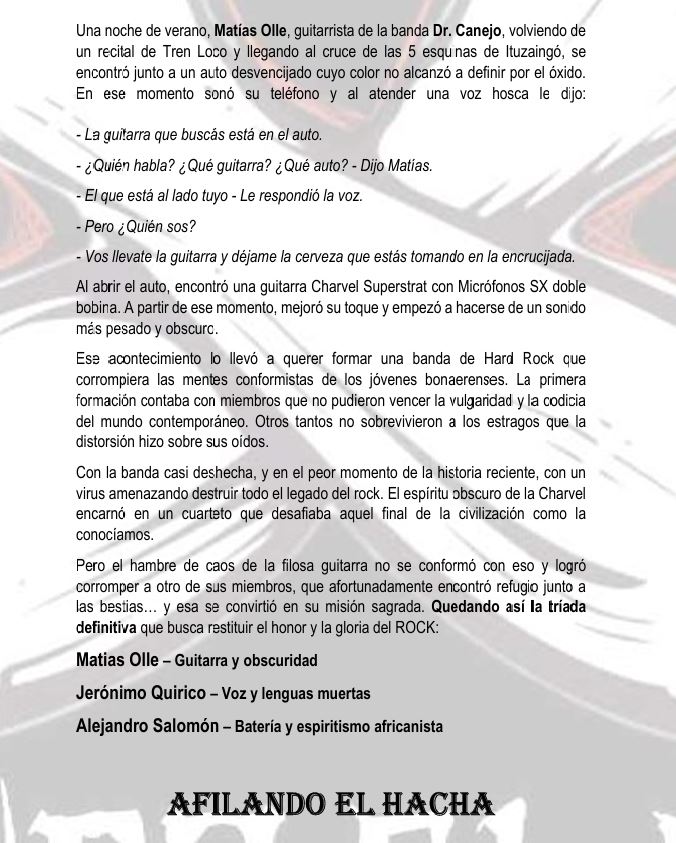 Una noche de verano, Matías Olle, guitarrista de la banda Dr. Canejo, volviendo de
un recital de Tren Loco y llegando al cruce de las 5 esquinas de Ituzaingó, se
encontró junto a un auto desvencijado cuyo color no alcanzó a definir por el óxido.
En ese momento sonó su teléfono y al atender una voz hosca le dijo:
- La guitarra que buscás está en el auto.
- ¿Quién habla? ¿Qué guitarra? ¿Qué auto? - Dijo Matías.
- El que está al lado tuyo - Le respondió la voz.
- Pero ¿Quién sos?
- Vos llevate la guitarra y déjame la cerveza que estás tomando en la encrucijada.
Al abrir el auto, encontró una guitarra Charvel Superstrat con Micrófonos SX doble
bobina. A partir de ese momento, mejoró su toque y empezó a hacerse de un sonido
más pesado y obscuro.
Ese acontecimiento lo llevó a querer formar una banda de Hard Rock que
corrompiera las mentes conformistas de los jóvenes bonaerenses. La primera
formación contaba con miembros que no pudieron vencer la vulgaridad y la codicia
del mundo contemporáneo. Otros tantos no sobrevivieron a los estragos que la
distorsión hizo sobre sus oídos.
Con la banda casi deshecha, y en el peor momento de la historia reciente, con un
virus amenazando destruir todo el legado del rock. El espíritu obscuro de la Charvel
encarnó en un cuarteto que desafiaba aquel final de la civilización como la
conocíamos.
Pero el hambre de caos de la filosa guitarra no se conformó con eso y logró
corromper a otro de sus miembros, que afortunadamente encontró refugio junto a
las bestias… y esa se convirtió en su misión sagrada. Quedando así la tríada
definitiva que busca restituir el honor y la gloria del ROCK:
Matias Olle – Guitarra y obscuridad
Jerónimo Quirico – Voz y lenguas muertas
Alejandro Salomón – Batería y espiritismo africanista
AFILANDO EL HACHA